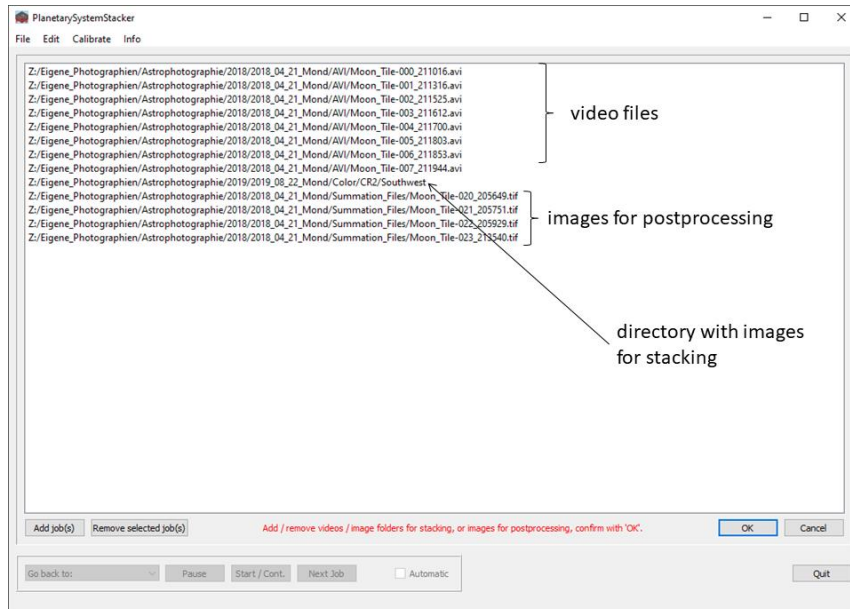 PlanetarySystemStacker
File Edit Calibrate Info
Z:/Eigene_Photographien/Astrophotographie/2018/2018_04_21_Mond/AVI/Moon_Tile-000_211016.avi
Z:/Eigene_Photographien/Astrophotographie/2018/2018_04_21_Mond/AVI/Moon_Tile-001_211316.avi
Z:/Eigene_Photographien/Astrophotographie/2018/2018_04_21_Mond/AVI/Moon_Tile-002_211525.avi
Z:/Eigene_Photographien/Astrophotographie/2018/2018_04_21_Mond/AVI/Moon_Tile-003_211612.avi
Z:/Eigene_Photographien/Astrophotographie/2018/2018_04_21_Mond/AVI/Moon_Tile-004_211700.avi
Z:/Eigene_Photographien/Astrophotographie/2018/2018_04_21_Mond/AVI/Moon_Tile-005_211803.avi
Z:/Eigene_Photographien/Astrophotographie/2018/2018_04_21_Mond/AVI/Moon_Tile-006_211853.avi
Z:/Eigene_Photographien/Astrophotographie/2018/2018_04_21_Mond/AVI/Moon_Tile-007_211944.avi
Z:/Eigene_Photographien/Astrophotographie/2019/2019_08_22_Mond/Color/CR2/Southwest
Z:/Eigene_Photographien/Astrophotographie/2018/2018_04_21_Mond/Summation_Files/Moon_Tile-020_205649.tif
Z:/Eigene_Photographien/Astrophotographie/2018/2018_04_21_Mond/Summation_Files/Moon_Tile-021_205751.tif
Z:/Eigene_Photographien/Astrophotographie/2018/2018_04_21_Mond/Summation_Files/Moon_Tile-022_205929.tif
Z:/Eigene_Photographien/Astrophotographie/2018/2018_04_21_Mond/Summation_Files/Moon_Tile-023_213540.tif
video files
images for postprocessing
directory with images
for stacking
Add job(s) Remove selected job(s) Add / remove videos / image folders for stacking, or images for postprocessing, confirm with 'OK'. OK Cancel
Go back to: Pause Start / Cont. Next Job Automatic Quit